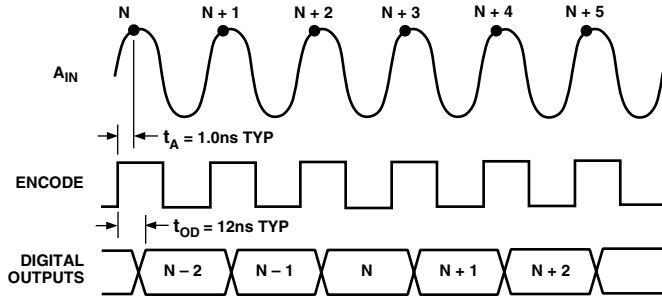 N N + 1 N + 2 N + 3 N + 4 N + 5
AIN
tA = 1.0ns TYP
ENCODE
tOD = 12ns TYP
DIGITAL
OUTPUTS
N – 2 N – 1 N N + 1 N + 2